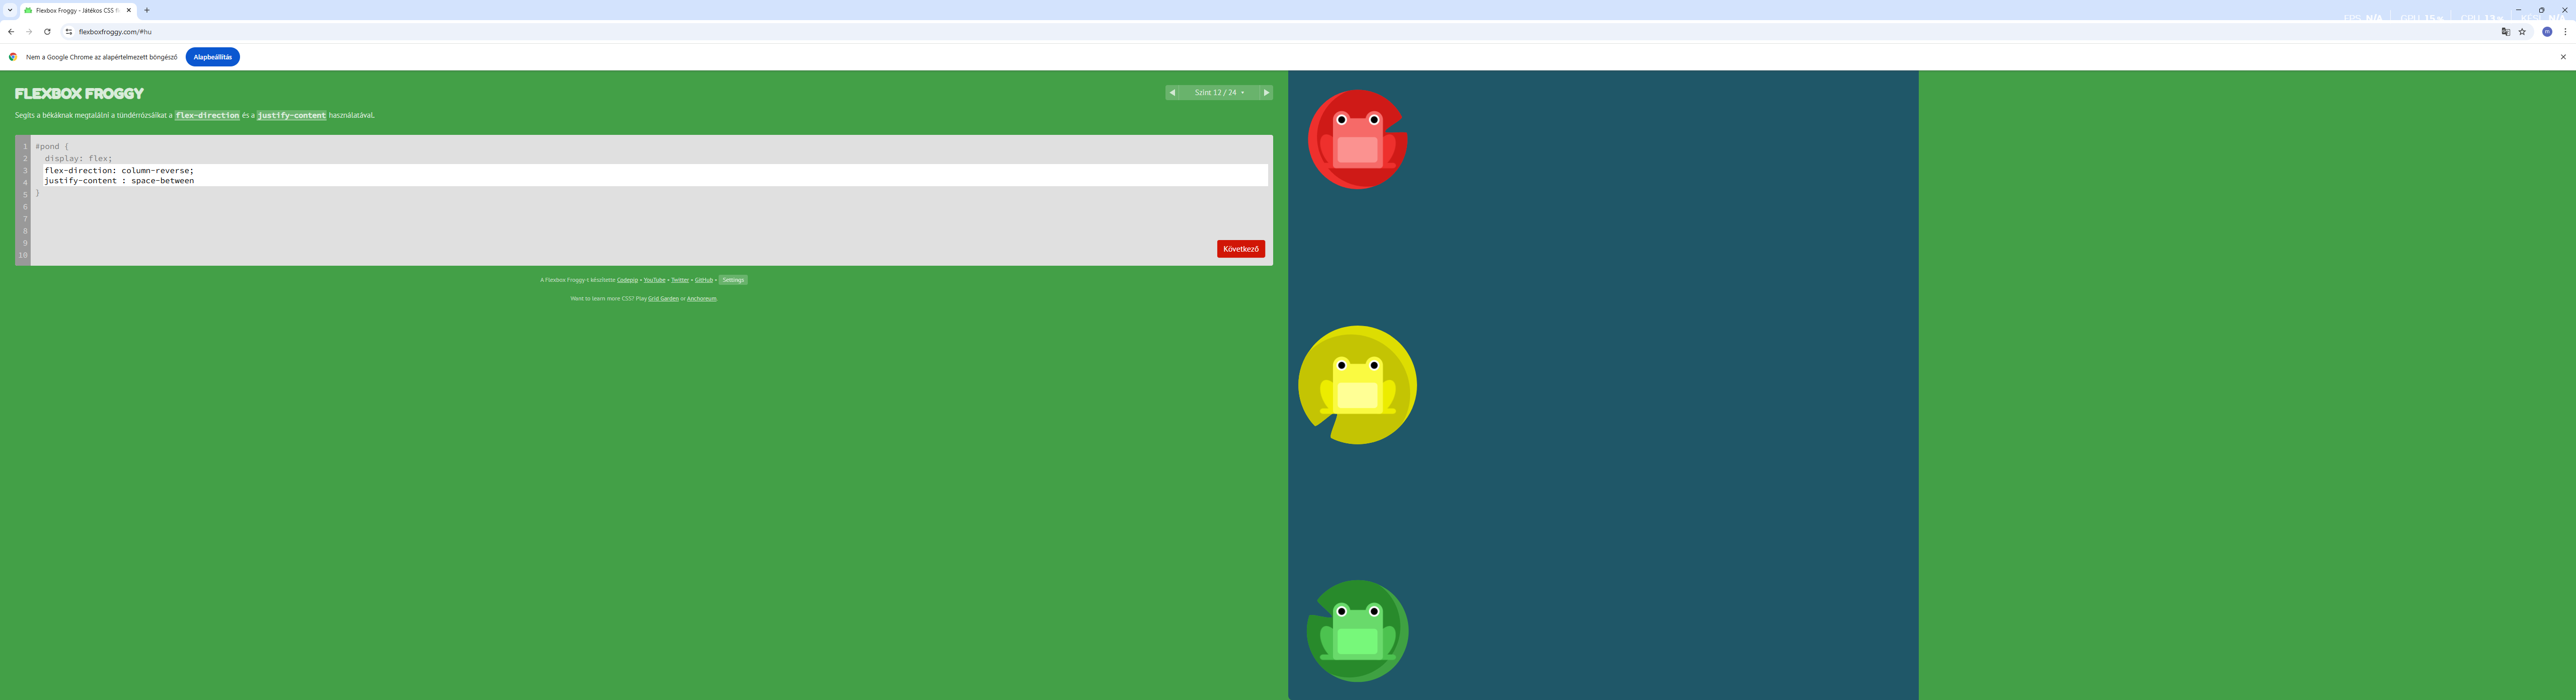 Flexbox Froggy - Játékos CSS f
flexboxfroggy.com/#hu
m
Nem a Google Chrome az alapértelmezett böngésző
Alapbeállítás
FLEXBOX FROGGY
Szint 12 / 24
Segíts a békáknak megtalálni a tündérrózsáikat a flex-direction és a justify-content használatával.
1 #pond {
2 display: flex;
3 flex-direction: column-reverse;
4 justify-content : space-between
5 }
6
7
8
9
10
Következő
A Flexbox Froggy-t készítette Codepip • YouTube • Twitter • GitHub • Settings
Want to learn more CSS? Play Grid Garden or Anchoreum.